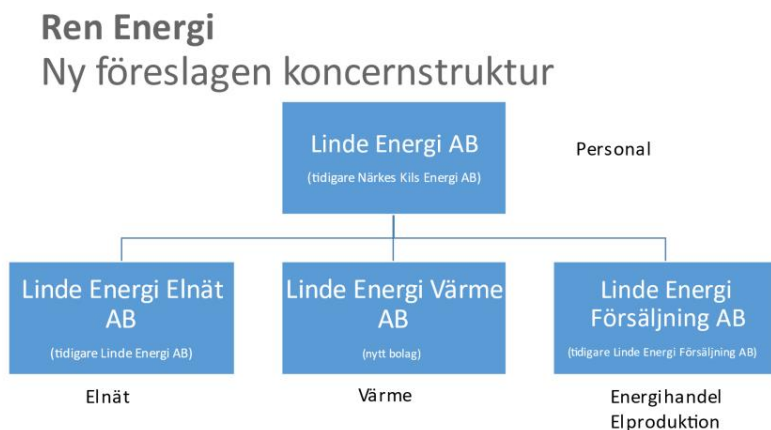 Ren Energi
Ny föreslagen koncernstruktur
Linde Energi AB
(tidigare Närkes Kils Energi AB)
Personal
Linde Energi Elnät
AB
(tidigare Linde Energi AB)
Linde Energi Värme
AB
(nytt bolag)
Linde Energi
Försäljning AB
(tidigare Linde Energi Försäljning AB)
Elnät
Värme
Energihandel
Elproduktion